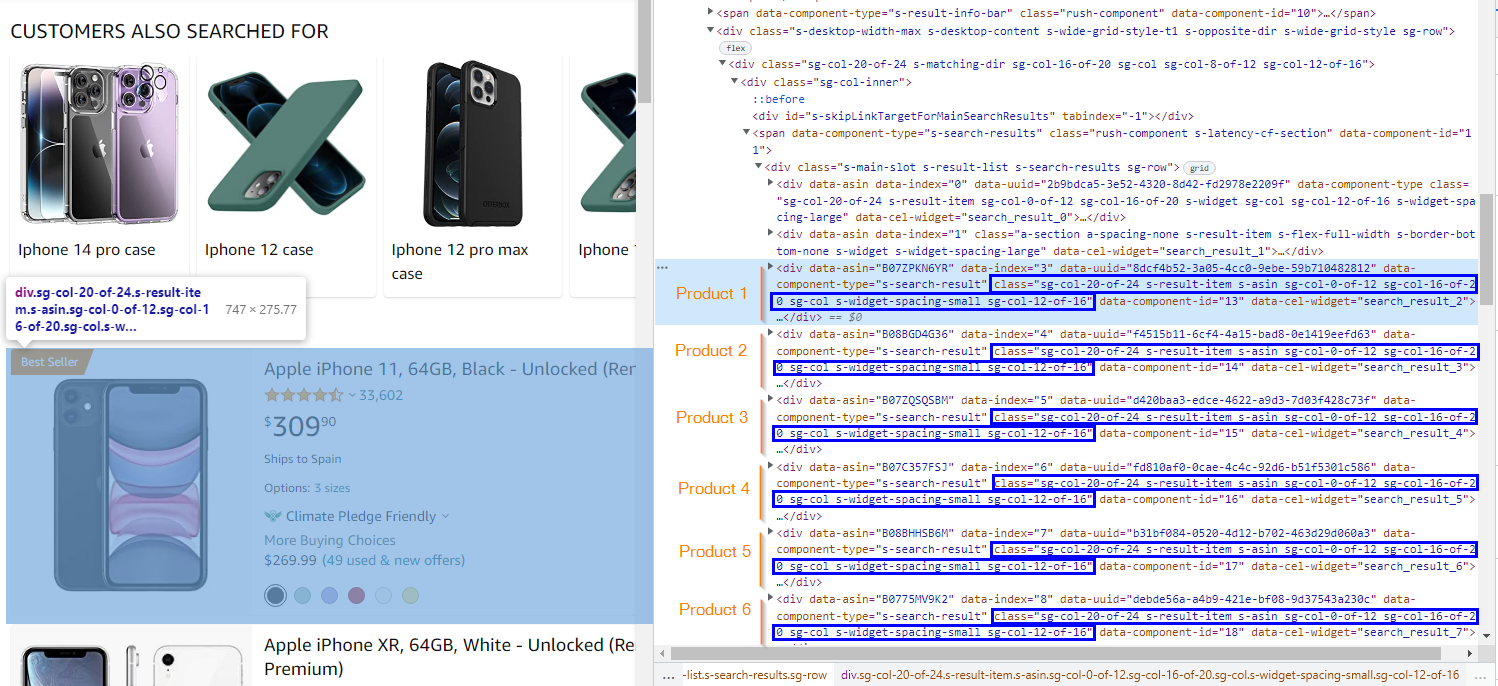 CUSTOMERS ALSO SEARCHED FOR
OTTERBOX
Iphone 14 pro case
Iphone 12 case
Iphone 12 pro max
case
Iphone
div.sg-col-20-of-24.s-result-ite
m.s-asin.sg-col-0-of-12.sg-col-1
6-of-20.sg-col.s-w...
747 × 275.77
Best Seller
Apple iPhone 11, 64GB, Black - Unlocked (Ren
33,602
$30990
Ships to Spain
Options: 3 sizes
Climate Pledge Friendly
More Buying Choices
$269.99 (49 used & new offers)
Apple iPhone XR, 64GB, White - Unlocked (Re
Premium)
<span data-component-type="s-result-info-bar" class="rush-component" data-component-id="10">…</span>
<div class="s-desktop-width-max s-desktop-content s-wide-grid-style-t1 s-opposite-dir s-wide-grid-style sg-row">
flex
<div class="sg-col-20-of-24 s-matching-dir sg-col-16-of-20 sg-col sg-col-8-of-12 sg-col-12-of-16">
<div class="sg-col-inner">
::before
<div id="s-skipLinkTargetForMainSearchResults" tabindex="-1"></div>
<span data-component-type="s-search-results" class="rush-component s-latency-cf-section" data-component-id="1
1">
<div class="s-main-slot s-result-list s-search-results sg-row"> grid
<div data-asin data-index="0" data-uuid="2b9bdca5-3e52-4320-8d42-fd2978e2209f" data-component-type class=
"sg-col-20-of-24 s-result-item sg-col-0-of-12 sg-col-16-of-20 s-widget sg-col sg-col-12-of-16 s-widget-spa
cing-large" data-cel-widget="search_result_0">…</div>
<div data-asin data-index="1" class="a-section a-spacing-none s-result-item s-flex-full-width s-border-bot
tom-none s-widget s-widget-spacing-large" data-cel-widget="search_result_1">…</div>
Product 1
<div data-asin="B07ZPKN6YR" data-index="3" data-uuid="8dcf4b52-3a05-4cc0-9ebe-59b710482812" data-
component-type="s-search-result" class="sg-col-20-of-24 s-result-item s-asin sg-col-0-of-12 sg-col-16-of-2
0 sg-col s-widget-spacing-small sg-col-12-of-16" data-component-id="13" data-cel-widget="search_result_2">
…</div> == $0
Product 2
<div data-asin="B08BGD4G36" data-index="4" data-uuid="f4515b11-6cf4-4a15-bad8-0e1419eefd63" data-
component-type="s-search-result" class="sg-col-20-of-24 s-result-item s-asin sg-col-0-of-12 sg-col-16-of-2
0 sg-col s-widget-spacing-small sg-col-12-of-16" data-component-id="14" data-cel-widget="search_result_3">
…</div>
Product 3
<div data-asin="B07ZQSQSBM" data-index="5" data-uuid="d420baa3-edce-4622-a9d3-7d03f428c73f" data-
component-type="s-search-result" class="sg-col-20-of-24 s-result-item s-asin sg-col-0-of-12 sg-col-16-of-2
0 sg-col s-widget-spacing-small sg-col-12-of-16" data-component-id="15" data-cel-widget="search_result_4">
…</div>
Product 4
<div data-asin="B07C357FSJ" data-index="6" data-uuid="fd810af0-0cae-4c4c-92d6-b51f5301c586" data-
component-type="s-search-result" class="sg-col-20-of-24 s-result-item s-asin sg-col-0-of-12 sg-col-16-of-2
0 sg-col s-widget-spacing-small sg-col-12-of-16" data-component-id="16" data-cel-widget="search_result_5">
…</div>
Product 5
<div data-asin="B08BHHSB6M" data-index="7" data-uuid="b31bf084-0520-4d12-b702-463d29d060a3" data-
component-type="s-search-result" class="sg-col-20-of-24 s-result-item s-asin sg-col-0-of-12 sg-col-16-of-2
0 sg-col s-widget-spacing-small sg-col-12-of-16" data-component-id="17" data-cel-widget="search_result_6">
…</div>
Product 6
<div data-asin="B0775MV9K2" data-index="8" data-uuid="debde56a-a4b9-421e-bf08-9d37543a230c" data-
component-type="s-search-result" class="sg-col-20-of-24 s-result-item s-asin sg-col-0-of-12 sg-col-16-of-2
0 sg-col s-widget-spacing-small sg-col-12-of-16" data-component-id="18" data-cel-widget="search_result_7">
…</div>
… -list.s-search-results.sg-row div.sg-col-20-of-24.s-result-item.s-asin.sg-col-0-of-12.sg-col-16-of-20.sg-col.s-widget-spacing-small.sg-col-12-of-16 …